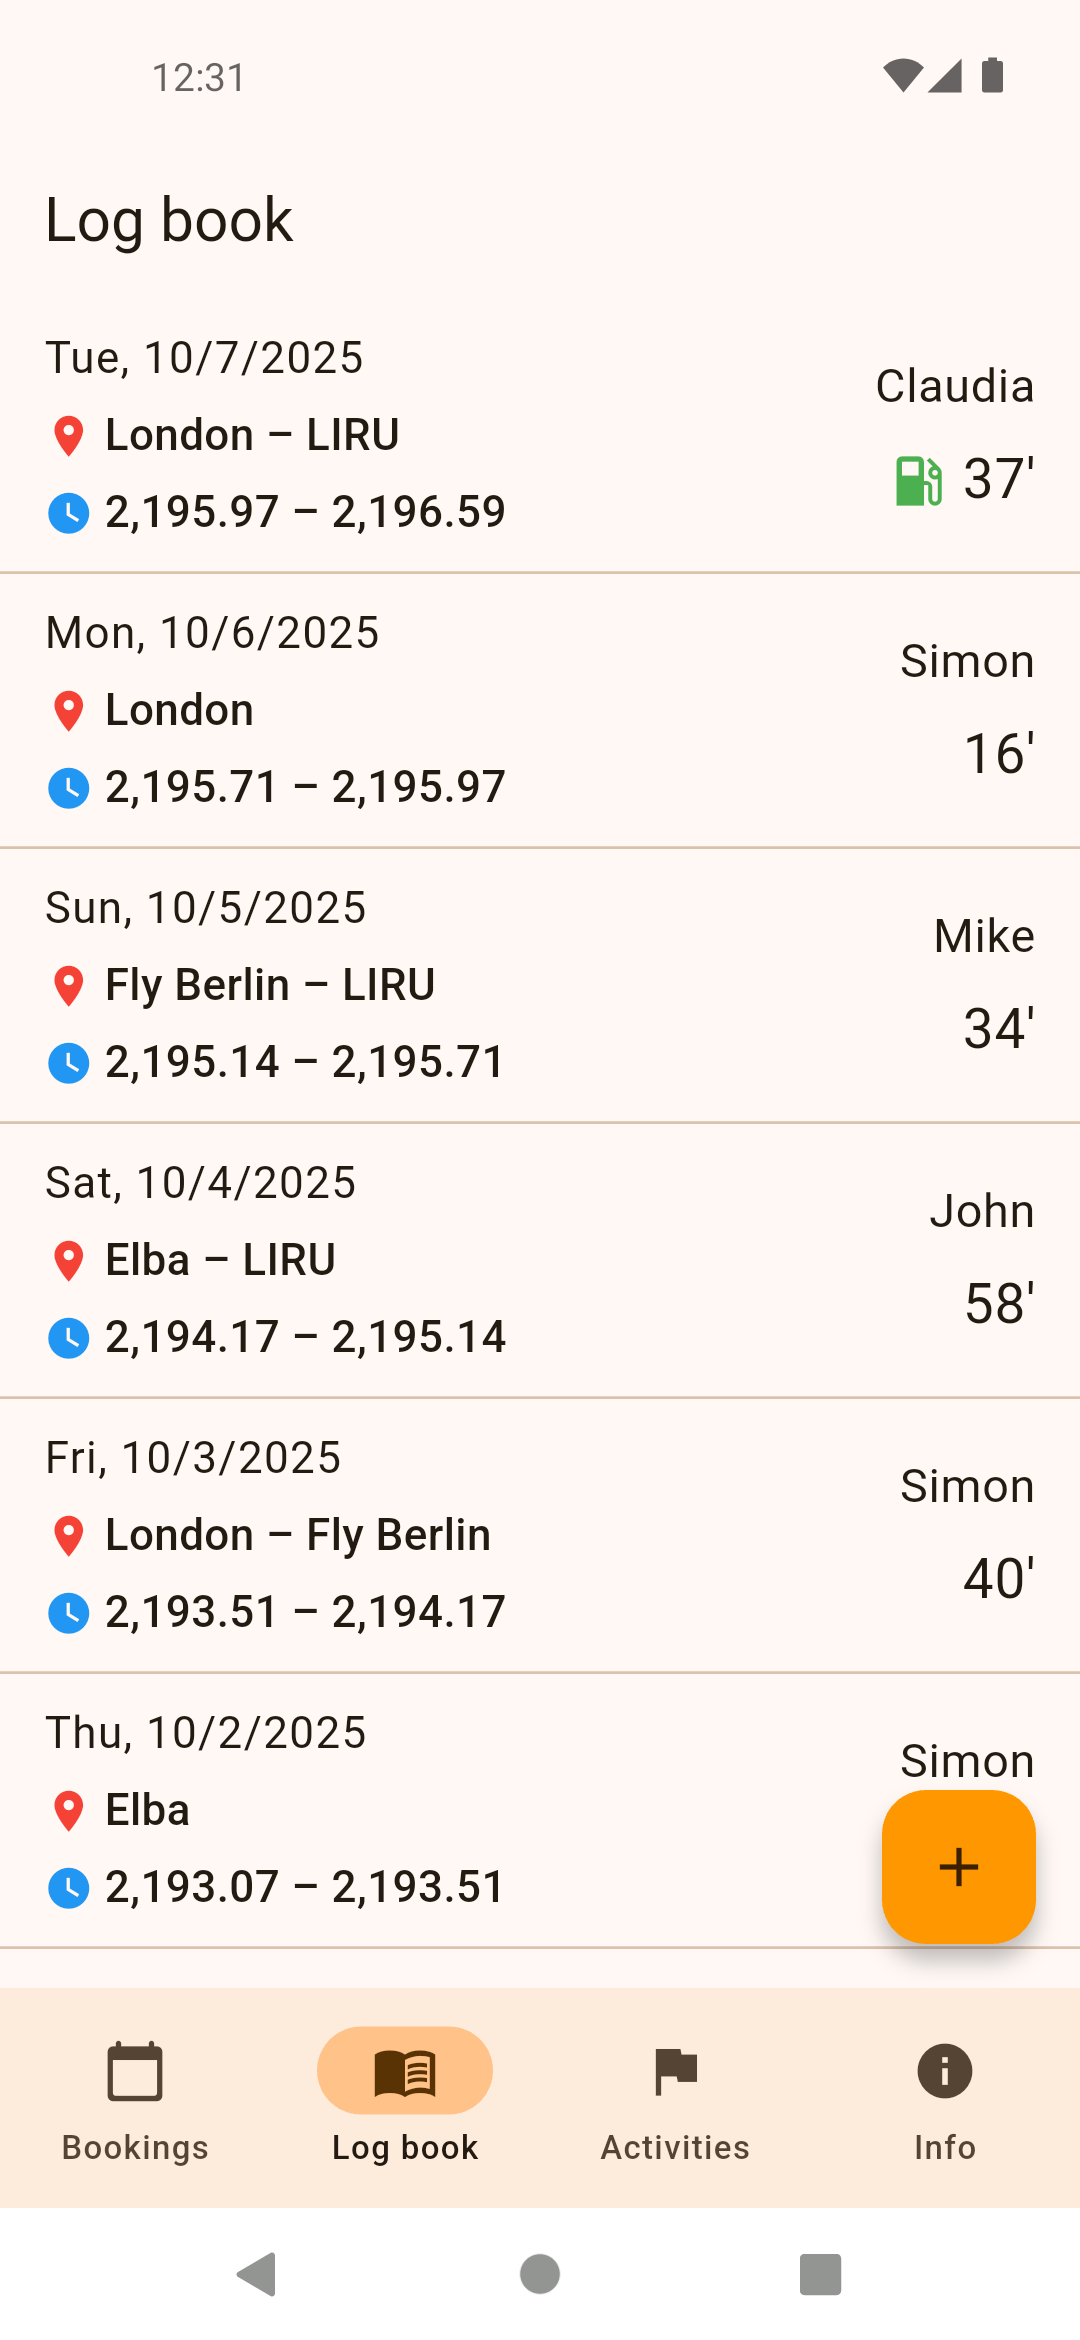 12:31
Log book
Tue, 10/7/2025
Claudia
London – LIRU
37'
2,195.97 – 2,196.59
Mon, 10/6/2025
Simon
London
16'
2,195.71 – 2,195.97
Sun, 10/5/2025
Mike
Fly Berlin – LIRU
34'
2,195.14 – 2,195.71
Sat, 10/4/2025
John
Elba – LIRU
58'
2,194.17 – 2,195.14
Fri, 10/3/2025
Simon
London – Fly Berlin
40'
2,193.51 – 2,194.17
Thu, 10/2/2025
Simon
Elba
2,193.07 – 2,193.51
Bookings
Log book
Activities
Info